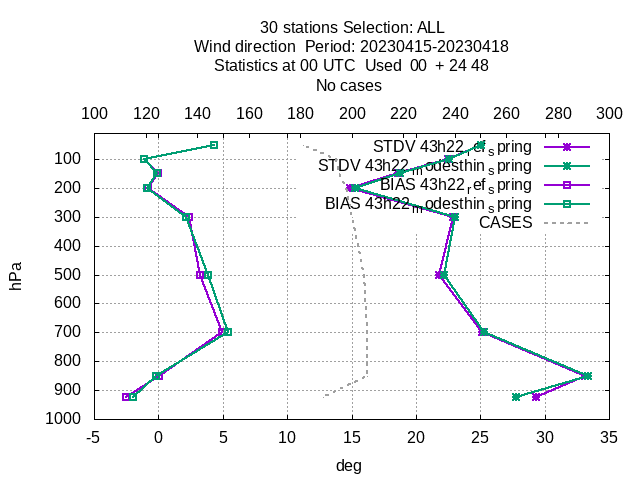 30 stations Selection: ALL
Wind direction  Period: 20230415-20230418
Statistics at 00 UTC  Used  00  + 24 48
No cases
100 120 140 160 180 200 220 240 260 280 300
STDV 43h22_ref_spring
STDV 43h22_modesthin_spring
BIAS 43h22_ref_spring
BIAS 43h22_modesthin_spring
CASES
hPa
100
200
300
400
500
600
700
800
900
1000
-5 0 5 10 15 20 25 30 35
deg